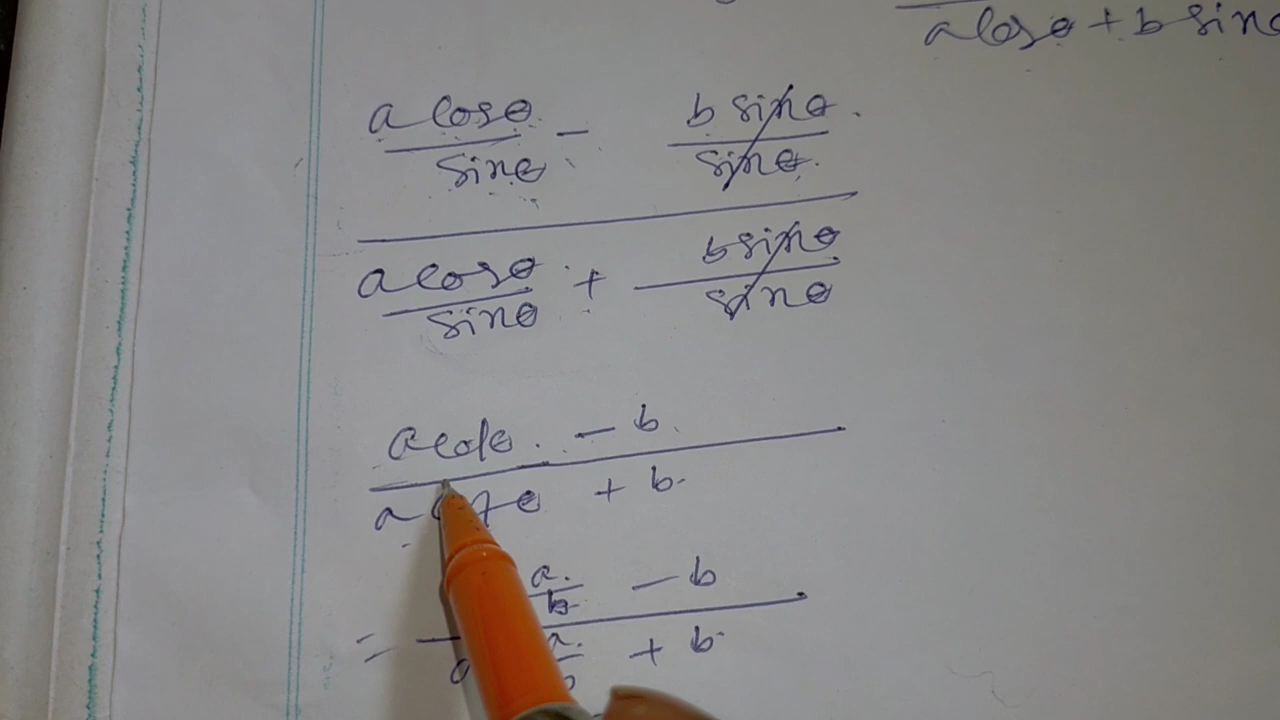 a cosθ + b sinθ
a cosθ - b sinθ
sinθ sinθ
a cosθ + b sinθ
sinθ sinθ
a cotθ - b
a cotθ + b
a/b - b
= a/b + b